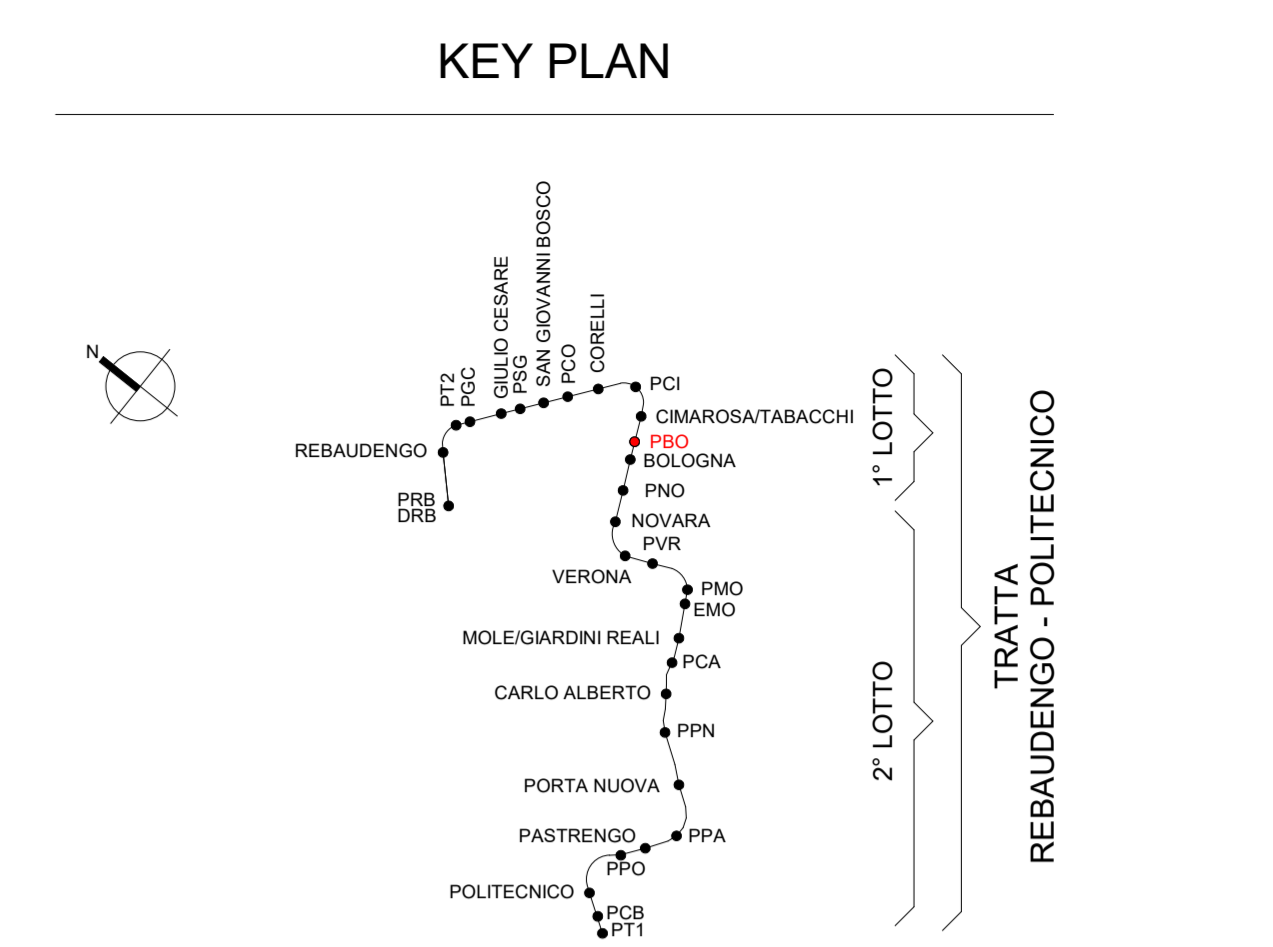 KEY PLAN
N
REBAUDENGO
PRB
DRB
PT2
PGC
GIULIO CESARE
PSG
SAN GIOVANNI BOSCO
PCO
CORELLI
PCI
CIMAROSA/TABACCHI
PBO
BOLOGNA
PNO
NOVARA
PVR
VERONA
PMO
EMO
MOLE/GIARDINI REALI
PCA
CARLO ALBERTO
PPN
PORTA NUOVA
PASTRENGO
PPA
PPO
POLITECNICO
PCB
PT1
1° LOTTO
2° LOTTO
TRATTA
REBAUDENGO - POLITECNICO